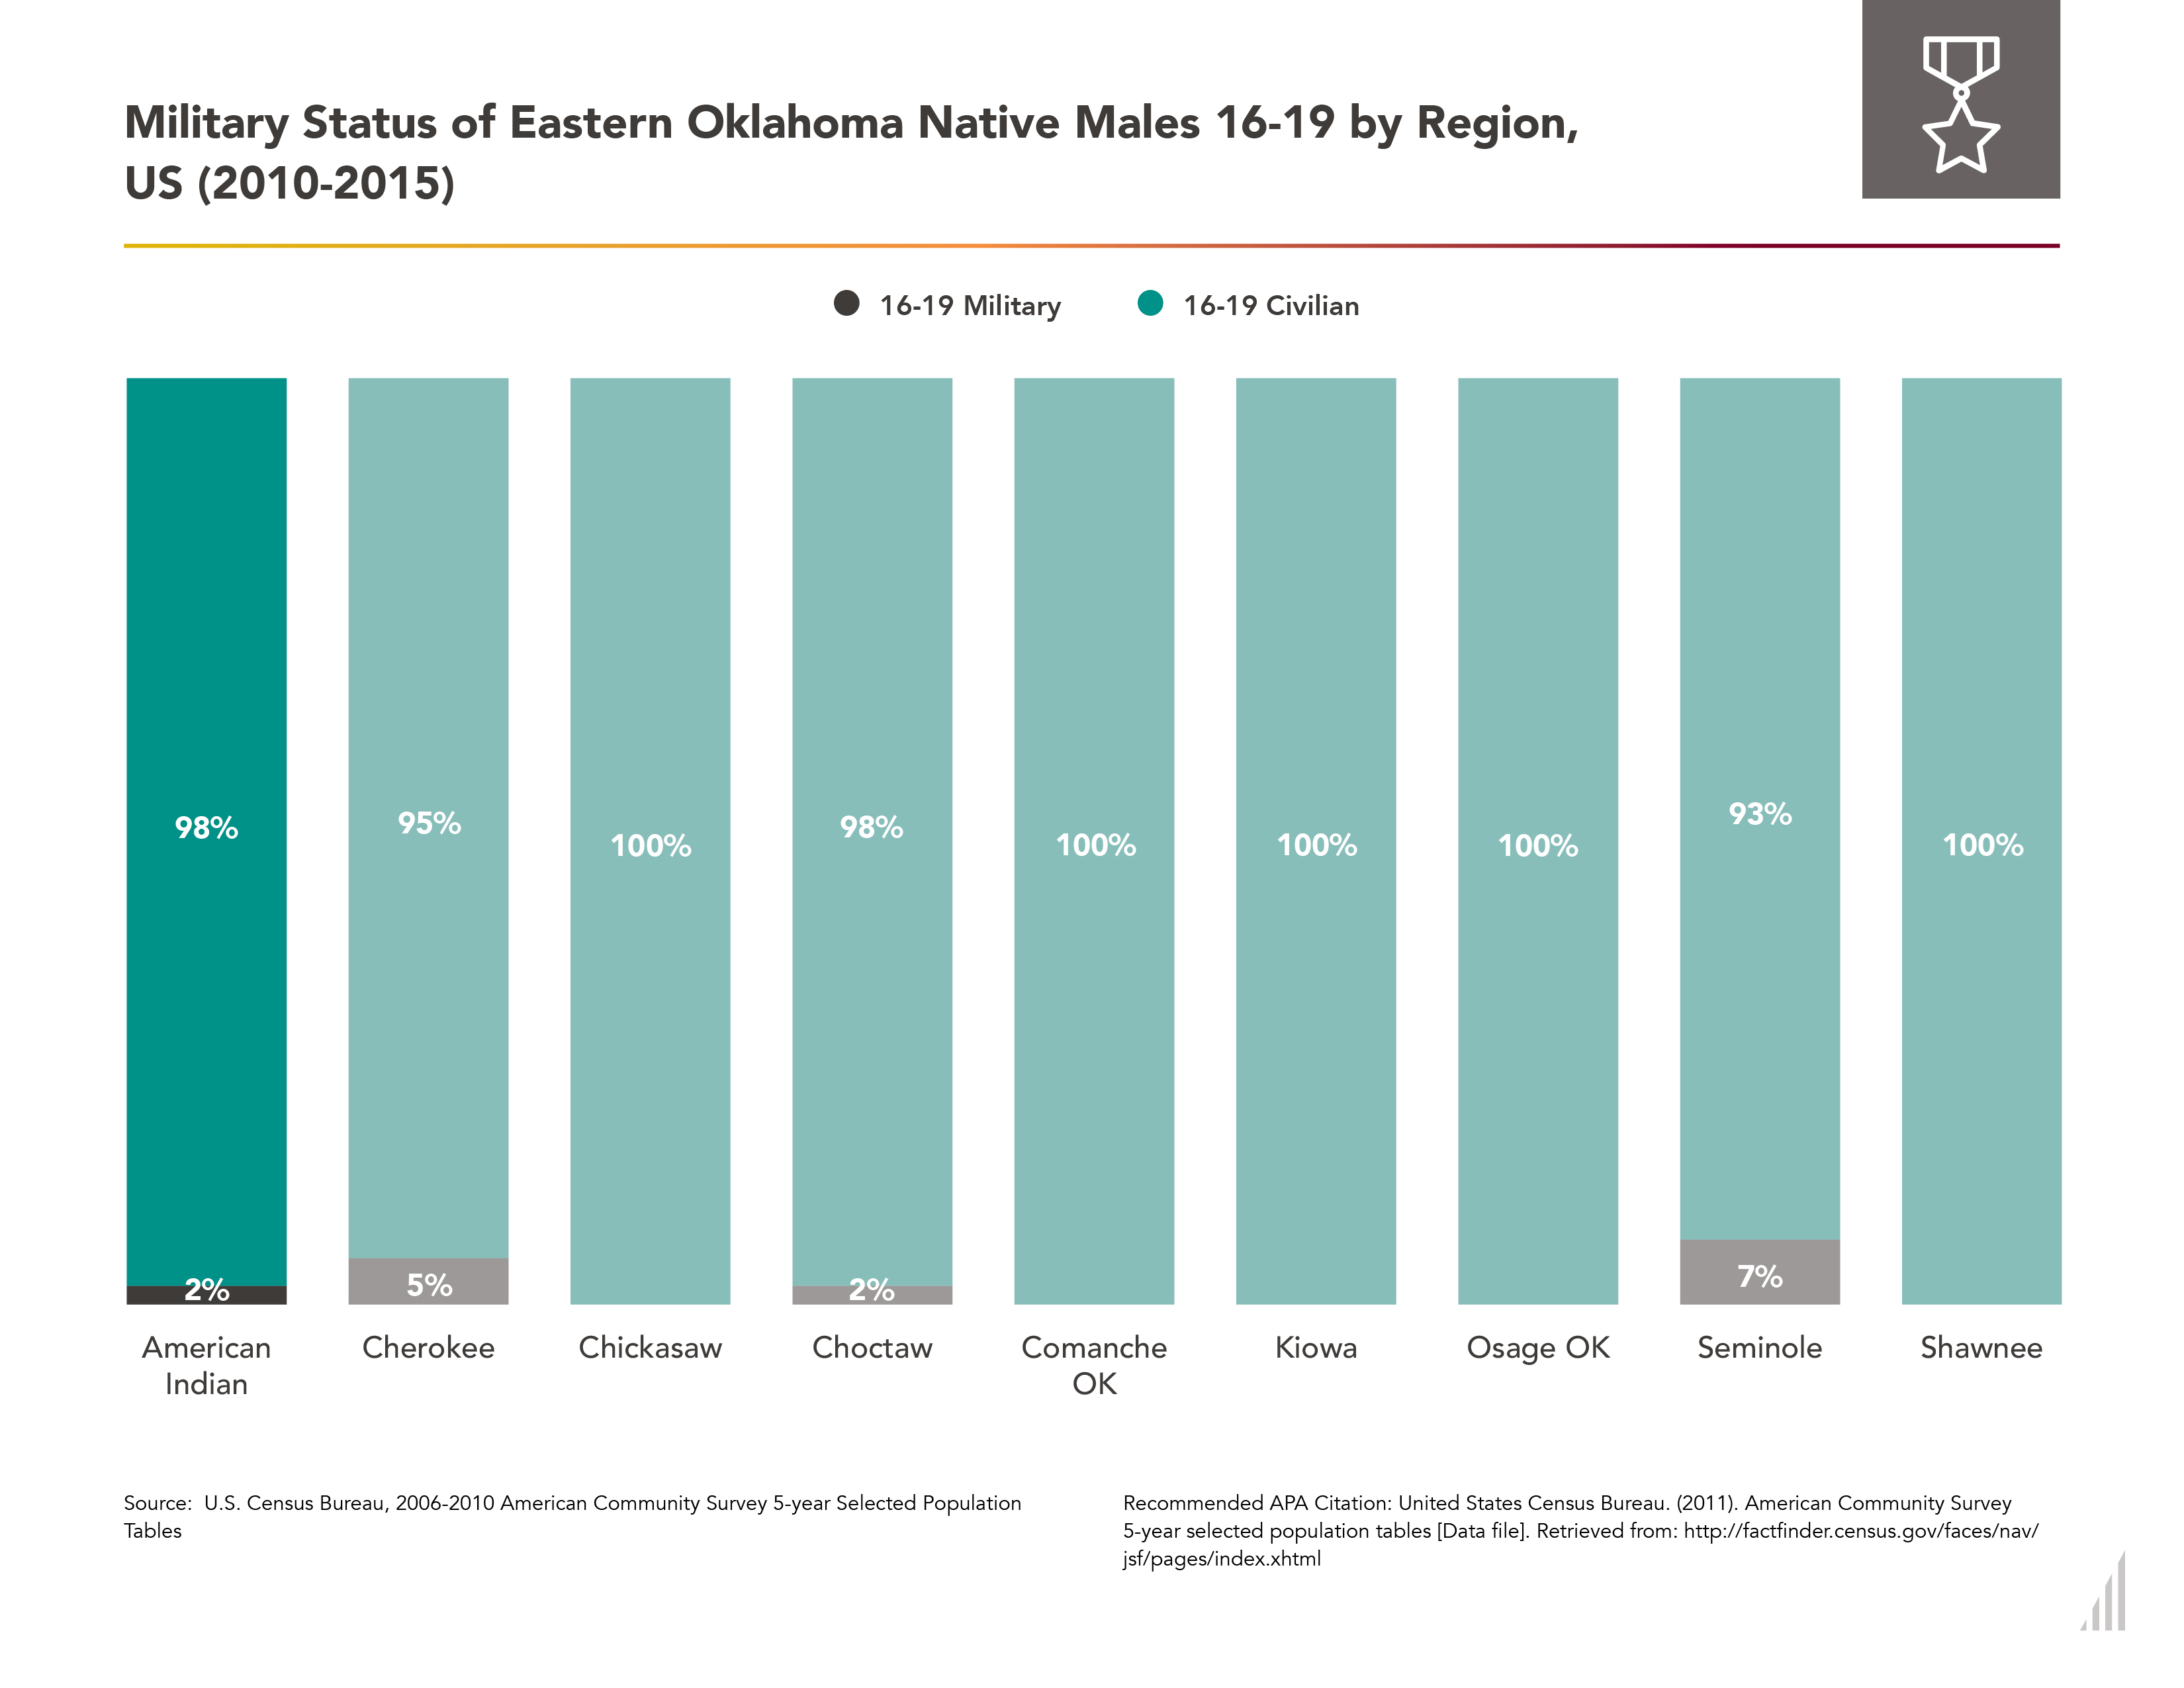 Military Status of Eastern Oklahoma Native Males 16-19 by Region,
US (2010-2015)
16-19 Military 16-19 Civilian
98% 95% 100% 98% 100% 100% 100% 93% 100%
2% 5% 2% 7%
American Cherokee Chickasaw Choctaw Comanche Kiowa Osage OK Seminole Shawnee
Indian OK
Source: U.S. Census Bureau, 2006-2010 American Community Survey 5-year Selected Population
Tables
Recommended APA Citation: United States Census Bureau. (2011). American Community Survey
5-year selected population tables [Data file]. Retrieved from: http://factfinder.census.gov/faces/nav/
jsf/pages/index.xhtml